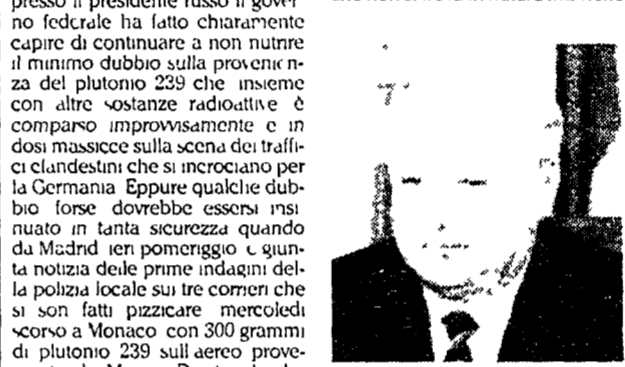 presso il presidente russo il gover-
no federale ha fatto chiaramente
capire di continuare a non nutrire
il minimo dubbio sulla provenien-
za del plutonio 239 che insieme
con altre sostanze radioattive è
comparso improvvisamente e in
dosi massicce sulla scena dei traffi-
ci clandestini che si incrociano per
la Germania Eppure qualche dub-
bio forse dovrebbe essersi insi
nuato in tanta sicurezza quando
da Madrid ieri pomeriggio è giun-
ta notizia delle prime indagini del-
la polizia locale sui tre corrieri che
si son fatti pizzicare mercoledì
scorso a Monaco con 300 grammi
di plutonio 239 sull aereo prove-